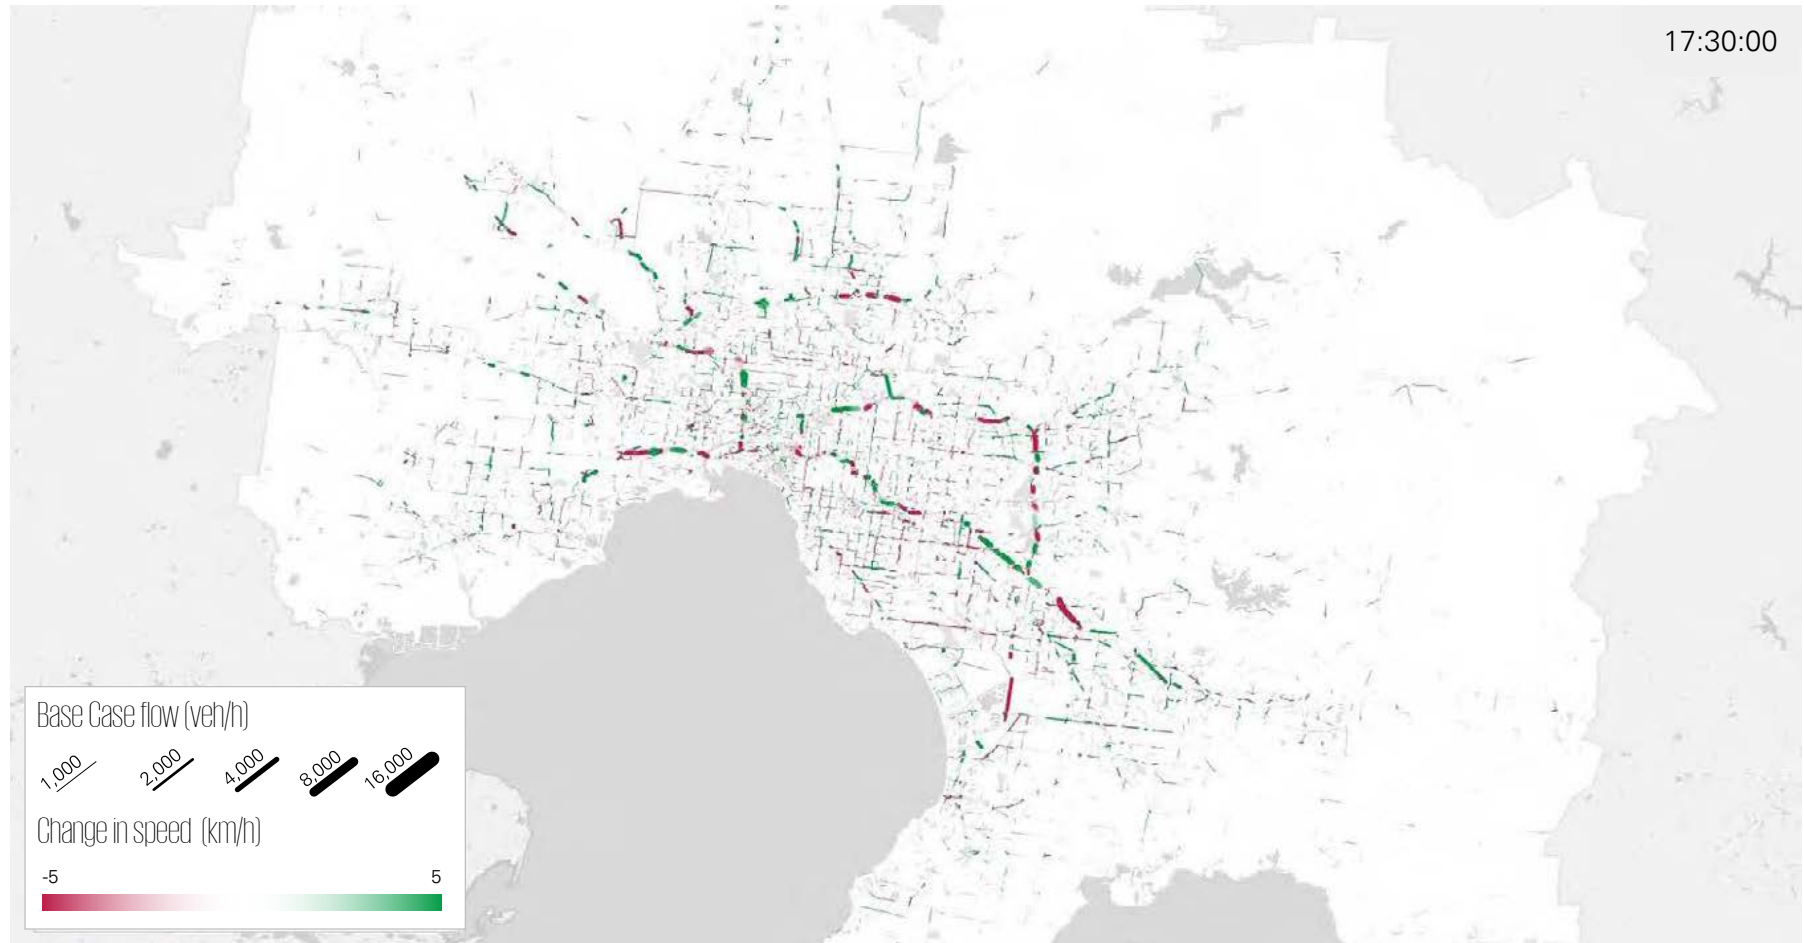 17:30:00
Base Case flow (veh/h)
1,000 2,000 4,000 8,000 16,000
Change in speed (km/h)
-5 5